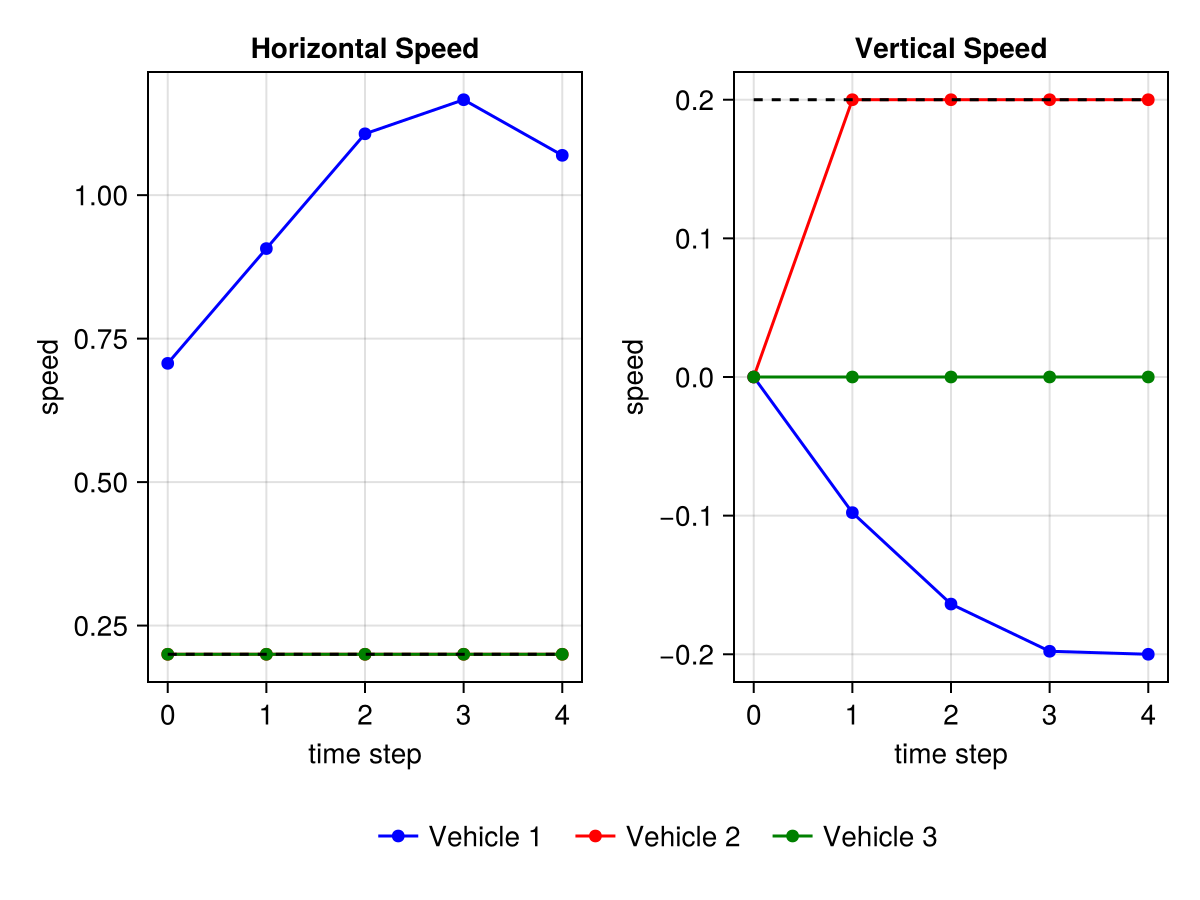 Horizontal Speed
1.00
0.75
0.50
0.25
speed
0 1 2 3 4
time step
Vertical Speed
0.2
0.1
0.0
−0.1
−0.2
speed
0 1 2 3 4
time step
Vehicle 1 Vehicle 2 Vehicle 3